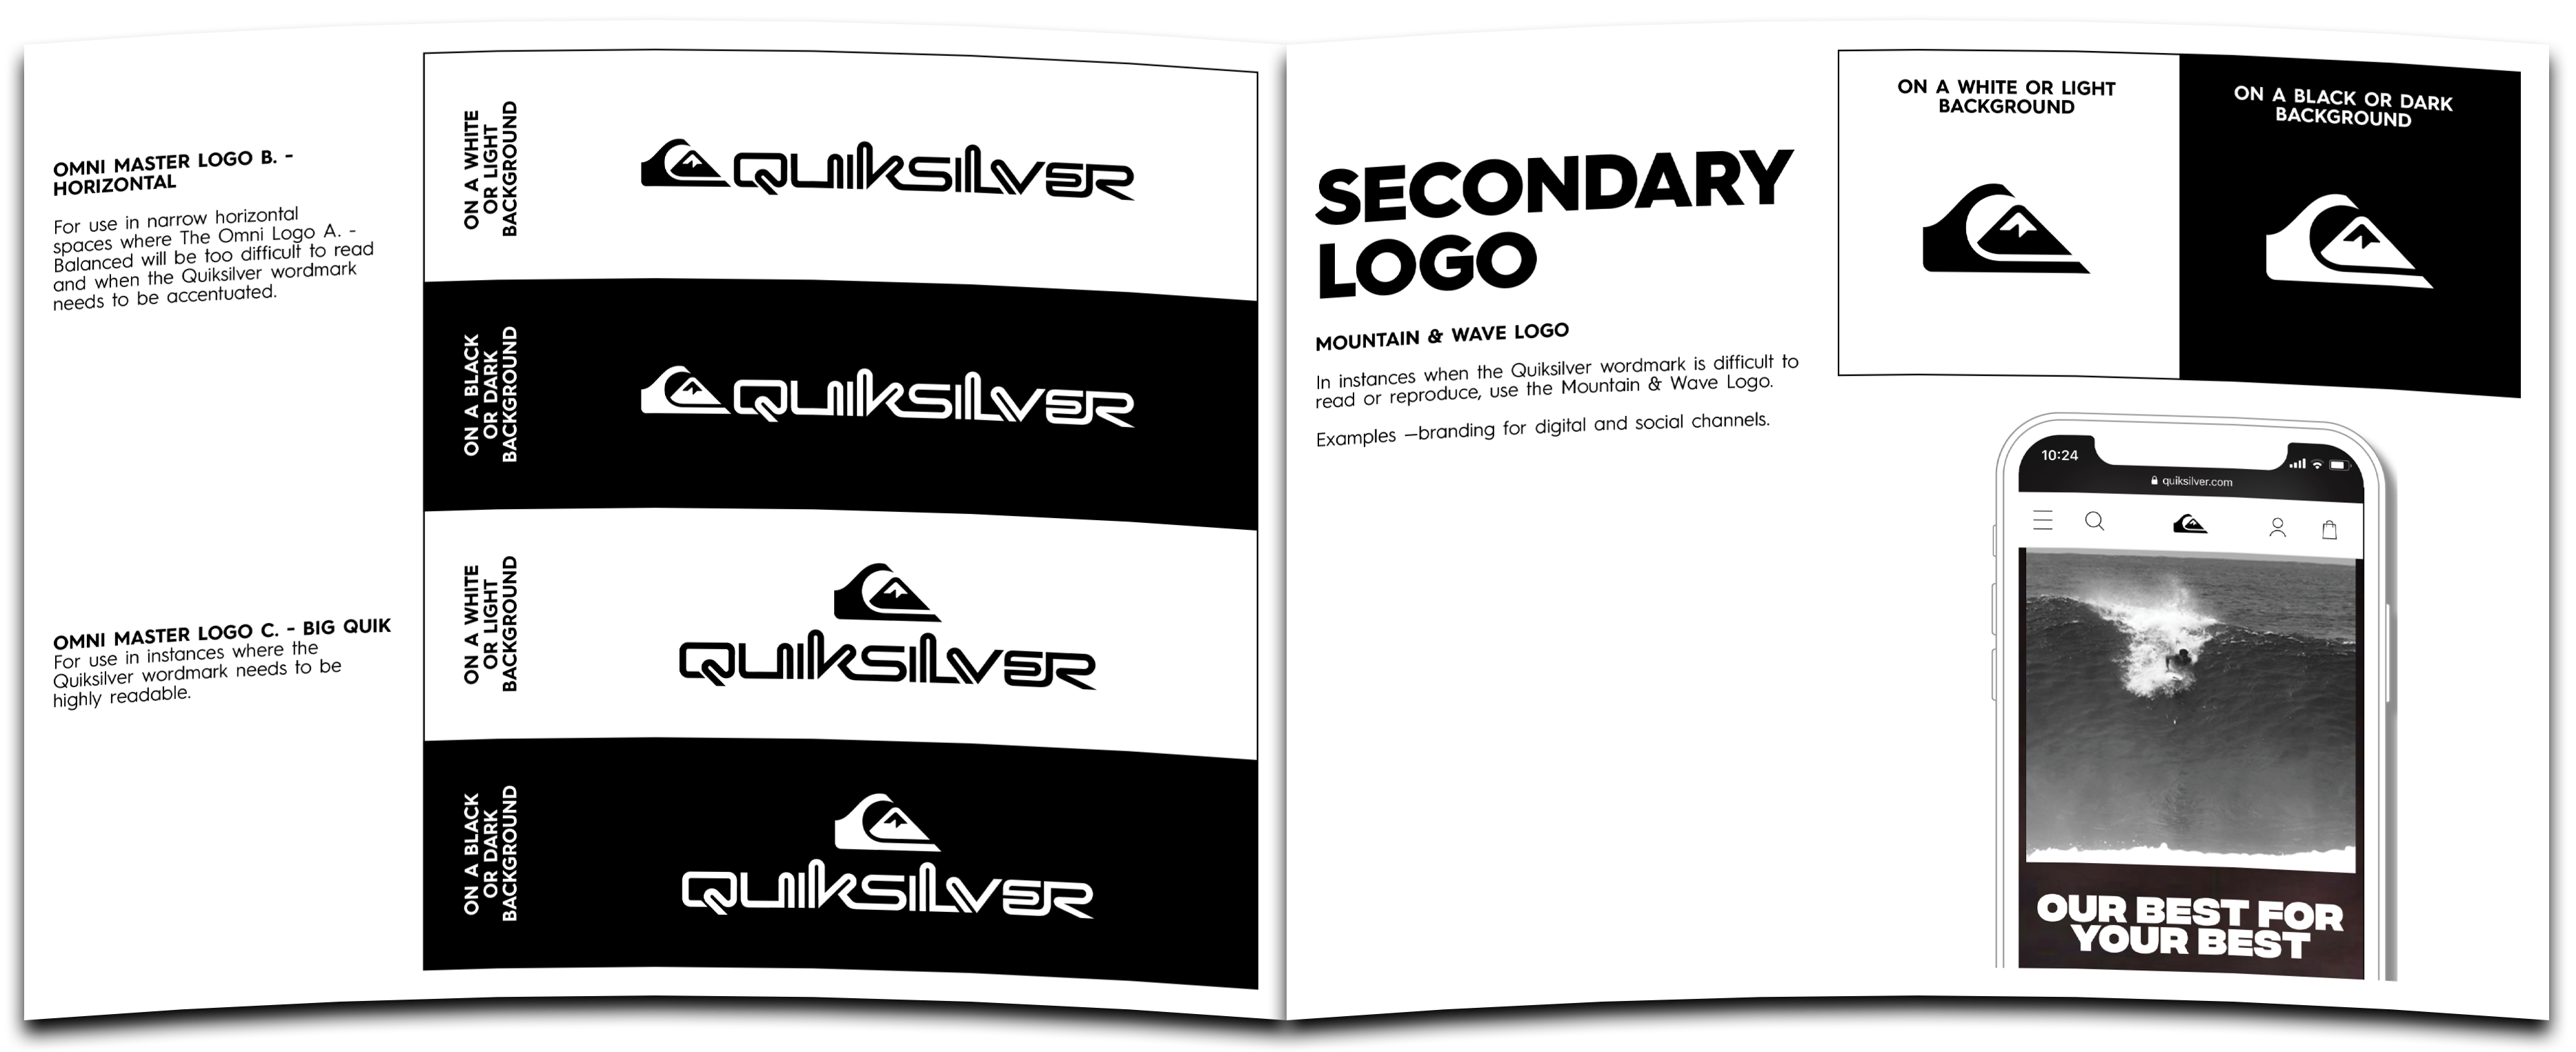 OMNI MASTER LOGO B. -
HORIZONTAL
For use in narrow horizontal
spaces where The Omni Logo A. -
Balanced will be too difficult to read
and when the Quiksilver wordmark
needs to be accentuated.
OMNI MASTER LOGO C. - BIG QUIK
For use in instances where the
Quiksilver wordmark needs to be
highly readable.
ON A WHITE
OR LIGHT
BACKGROUND
QUIKSILVER
ON A BLACK
OR DARK
BACKGROUND
QUIKSILVER
ON A WHITE
OR LIGHT
BACKGROUND
QUIKSILVER
ON A BLACK
OR DARK
BACKGROUND
QUIKSILVER
SECONDARY
LOGO
MOUNTAIN & WAVE LOGO
In instances when the Quiksilver wordmark is difficult to
read or reproduce, use the Mountain & Wave Logo.
Examples —branding for digital and social channels.
ON A WHITE OR LIGHT
BACKGROUND
ON A BLACK OR DARK
BACKGROUND
10:24
quiksilver.com
OUR BEST FOR
YOUR BEST